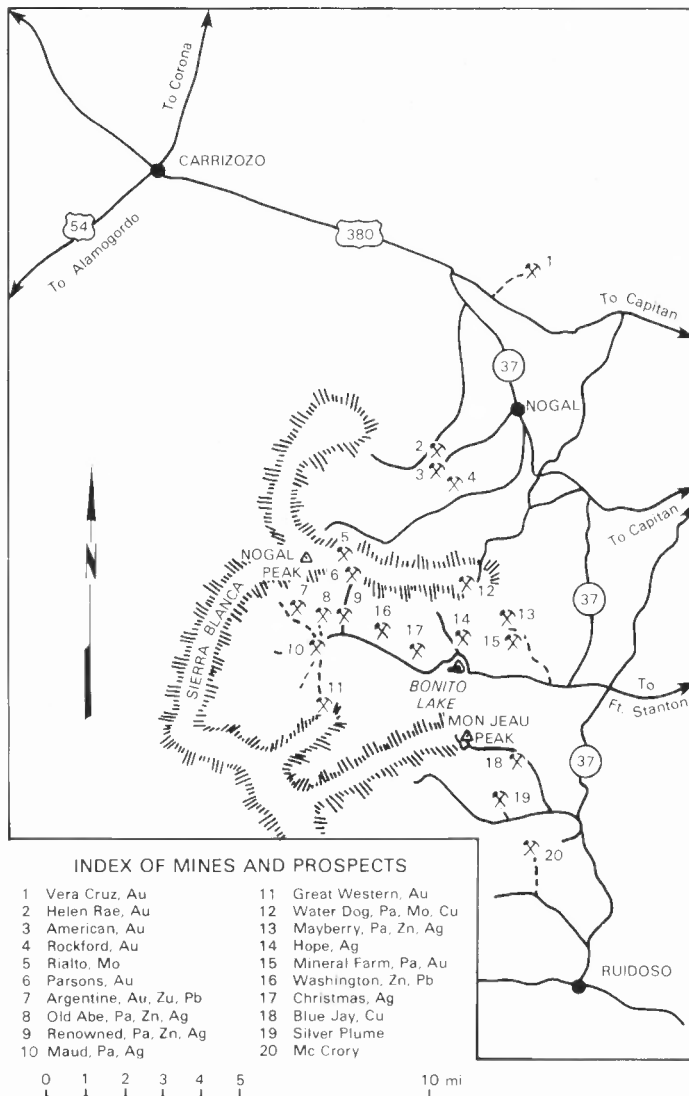 To Corona
CARRIZOZO
54
To Alamogordo
380
1
To Capitan
37
NOGAL
2
3
4
To Capitan
5
NOGAL
PEAK
6
7
8
9
10
11
12
13
14
15
16
17
37
SIERRA BLANCA
N
BONITO
LAKE
To
Ft. Stanton
MON JEAU
PEAK
18
37
19
20
RUIDOSO
INDEX OF MINES AND PROSPECTS
1 Vera Cruz, Au
2 Helen Rae, Au
3 American, Au
4 Rockford, Au
5 Rialto, Mo
6 Parsons, Au
7 Argentine, Au, Zu, Pb
8 Old Abe, Pa, Zn, Ag
9 Renowned, Pa, Zn, Ag
10 Maud, Pa, Ag
11 Great Western, Au
12 Water Dog, Pa, Mo, Cu
13 Mayberry, Pa, Zn, Ag
14 Hope, Ag
15 Mineral Farm, Pa, Au
16 Washington, Zn, Pb
17 Christmas, Ag
18 Blue Jay, Cu
19 Silver Plume
20 Mc Crory
0 1 2 3 4 5 10 mi